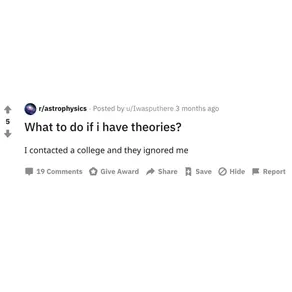 r/astrophysics · Posted by u/Iwasputhere 3 months ago
5
What to do if i have theories?
I contacted a college and they ignored me
19 Comments Give Award Share Save Hide Report